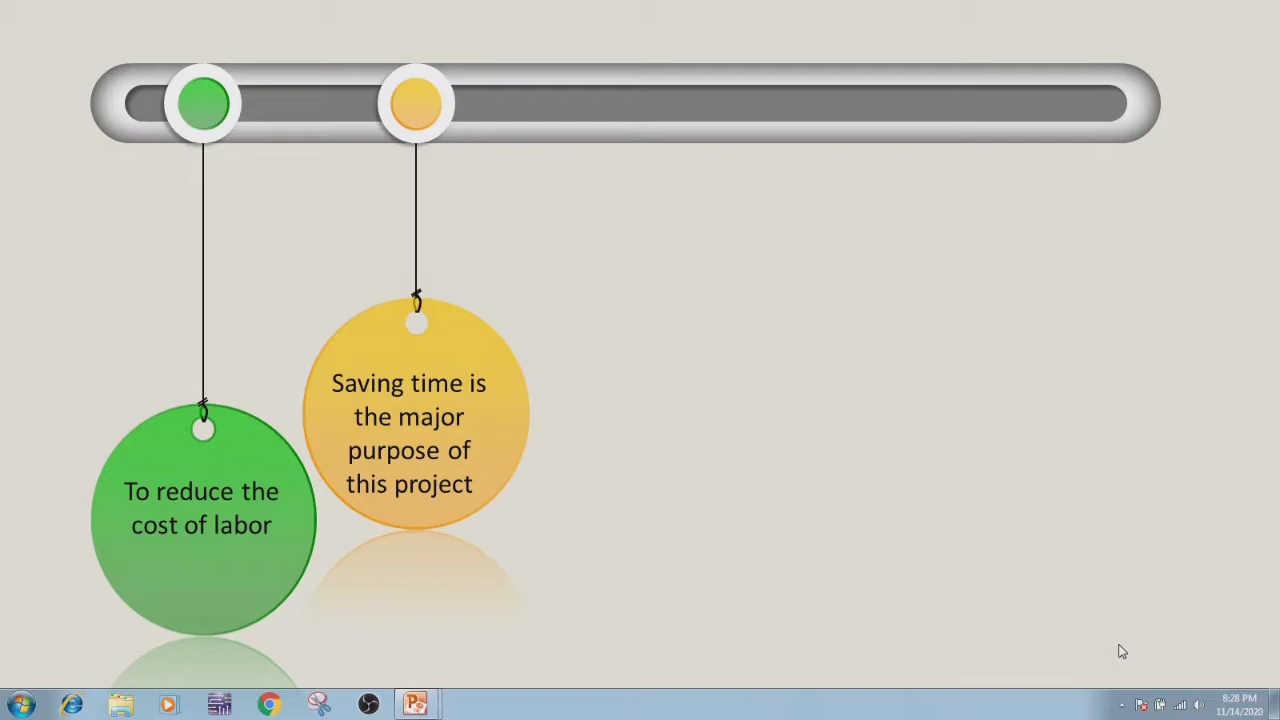 Saving time is
the major
purpose of
this project
To reduce the
cost of labor
8:28 PM
11/14/2020